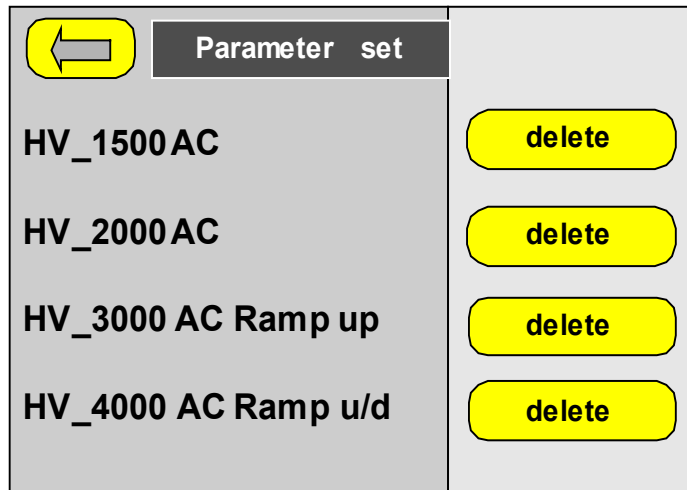 Parameter set
HV_1500 AC
delete
HV_2000 AC
delete
HV_3000 AC Ramp up
delete
HV_4000 AC Ramp u/d
delete